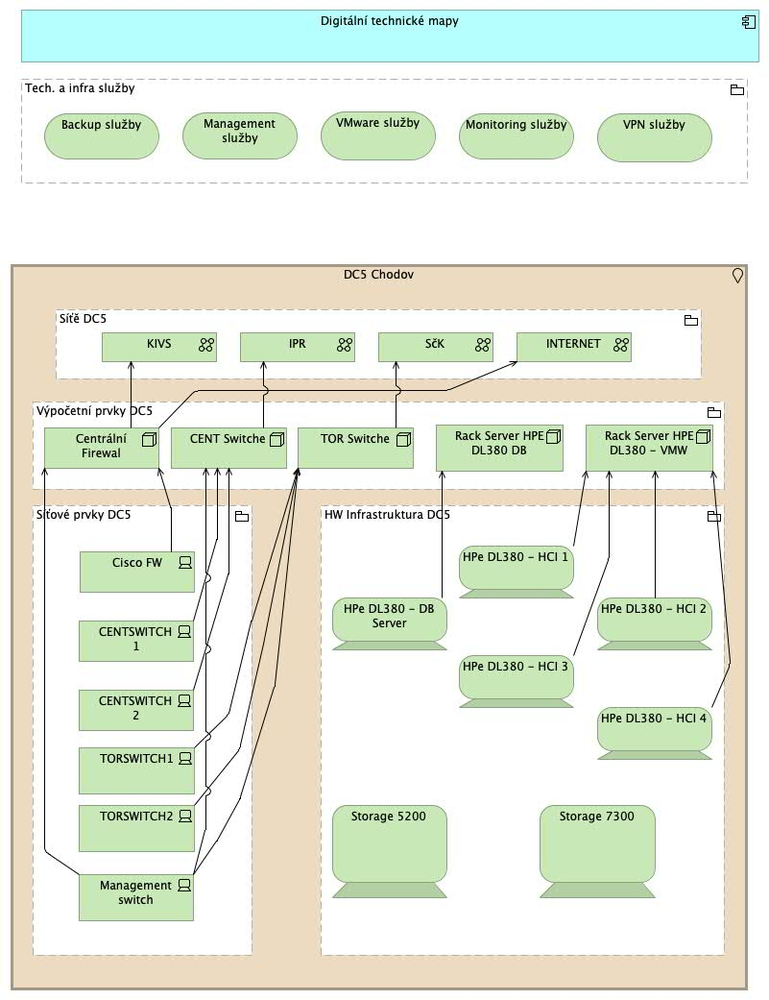 Digitální technické mapy
Tech. a infra služby
Backup služby
Management
služby
VMware služby
Monitoring služby
VPN služby
DC5 Chodov
Sítě DC5
KIVS
IPR
SčK
INTERNET
Výpočetní prvky DC5
Centrální
Firewal
CENT Switche
TOR Switche
Rack Server HPE
DL380 DB
Rack Server HPE
DL380 - VMW
Síťové prvky DC5
HW Infrastruktura DC5
Cisco FW
HPe DL380 - HCI 1
HPe DL380 - DB
Server
HPe DL380 - HCI 2
CENTSWITCH
1
HPe DL380 - HCI 3
CENTSWITCH
2
HPe DL380 - HCI 4
TORSWITCH1
TORSWITCH2
Storage 5200
Storage 7300
Management
switch